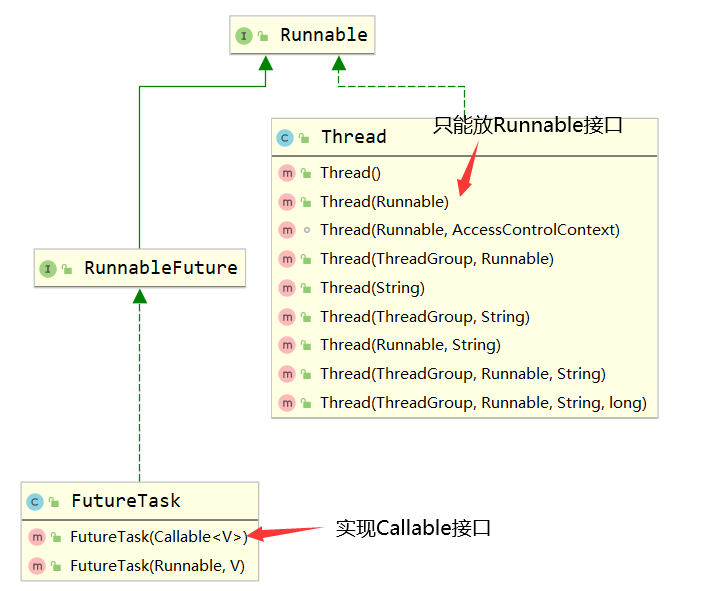 I Runnable
只能放Runnable接口
C Thread
m Thread()
m Thread(Runnable)
m Thread(Runnable, AccessControlContext)
m Thread(ThreadGroup, Runnable)
m Thread(String)
m Thread(ThreadGroup, String)
m Thread(Runnable, String)
m Thread(ThreadGroup, Runnable, String)
m Thread(ThreadGroup, Runnable, String, long)
I RunnableFuture
C FutureTask
m FutureTask(Callable<V>)
实现Callable接口
m FutureTask(Runnable, V)